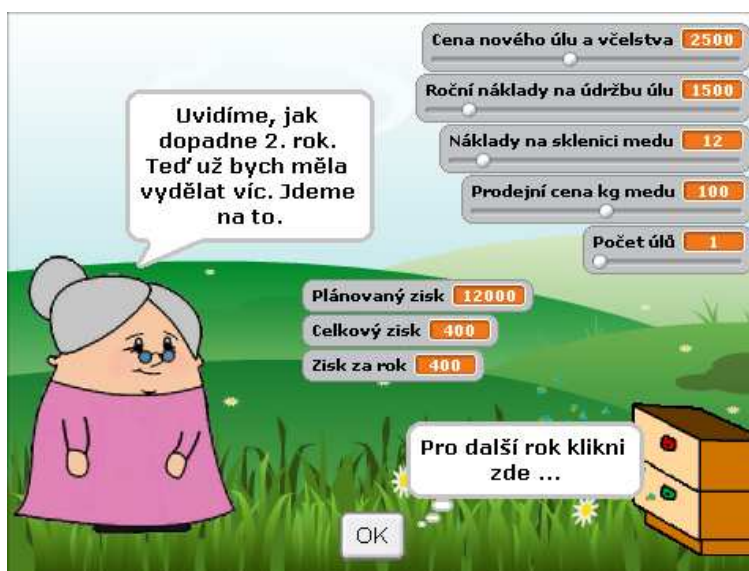 Cena nového úlu a včelstva 2500
Roční náklady na údržbu úlu 1500
Náklady na sklenici medu 12
Prodejní cena kg medu 100
Počet úlů 1
Uvidíme, jak
dopadne 2. rok.
Teď už bych měla
vydělat víc. Jdeme
na to.
Plánovaný zisk 12000
Celkový zisk 400
Zisk za rok 400
Pro další rok klikni
zde ...
OK